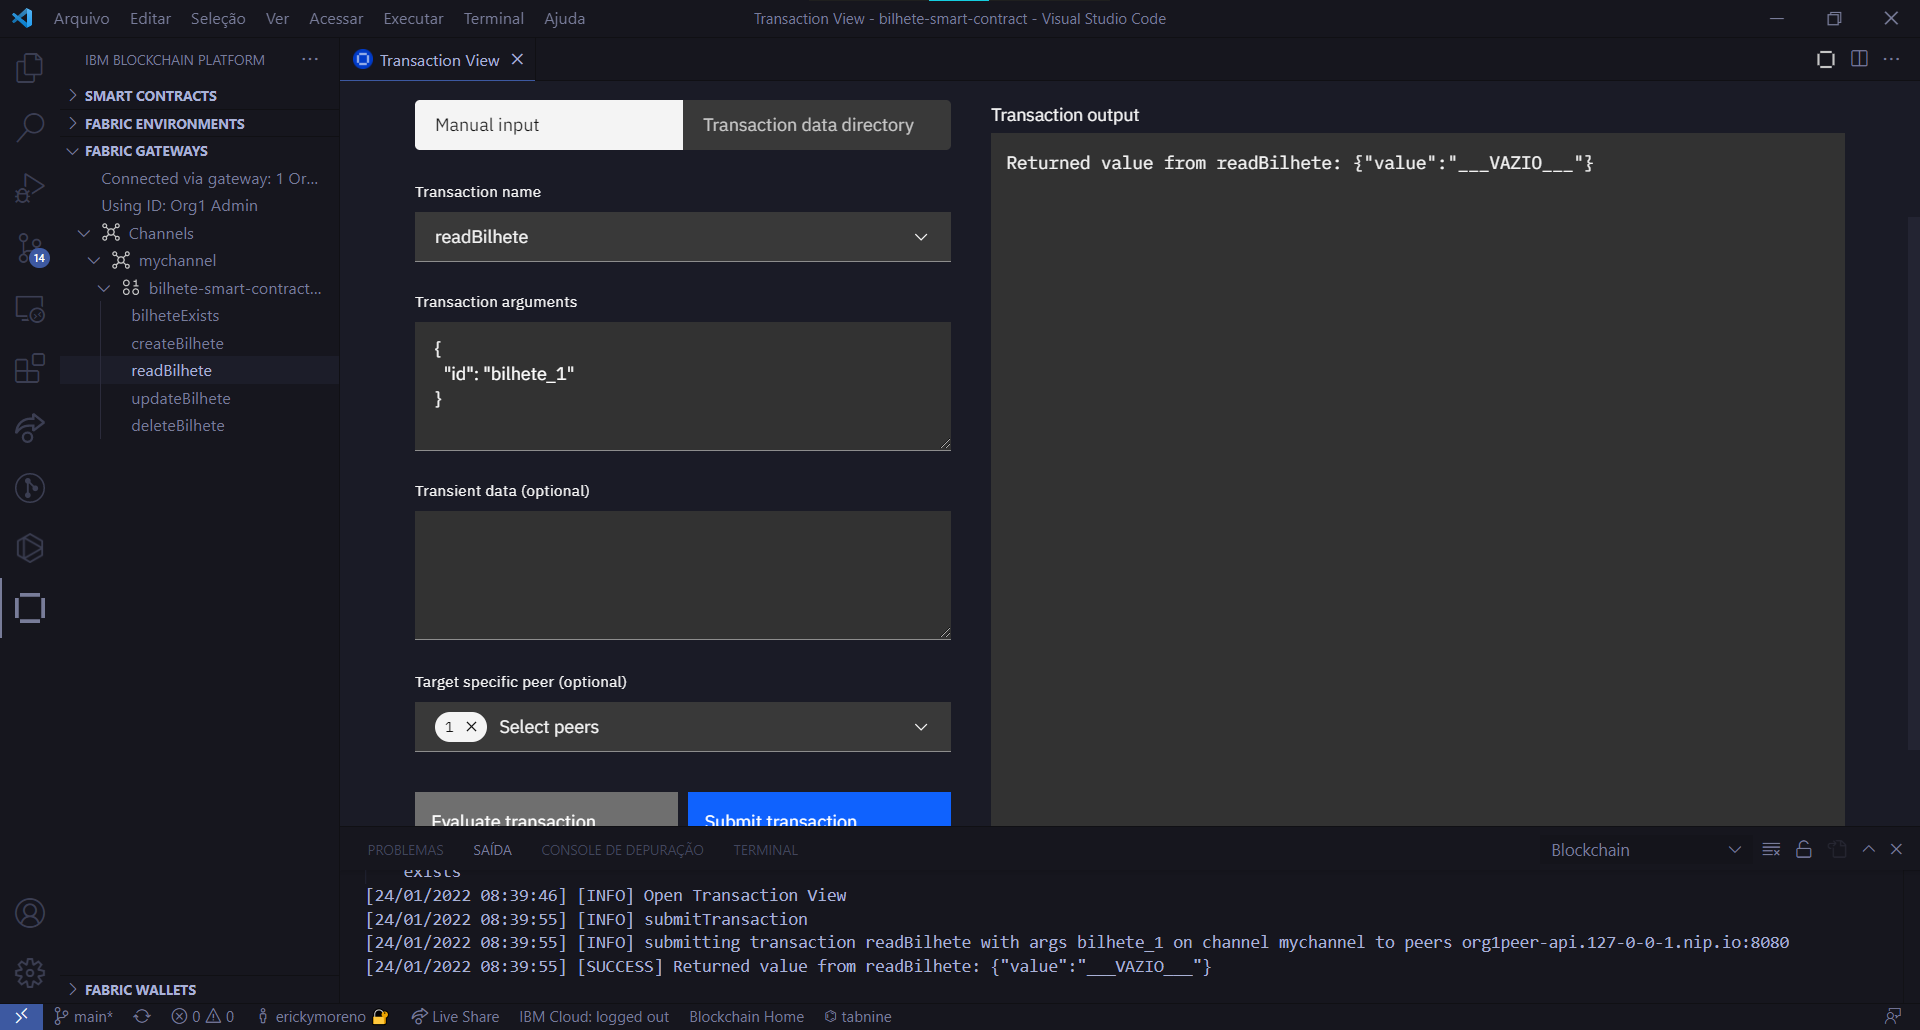 Arquivo Editar Seleção Ver Acessar Executar Terminal Ajuda
Transaction View - bilhete-smart-contract - Visual Studio Code
IBM BLOCKCHAIN PLATFORM
SMART CONTRACTS
FABRIC ENVIRONMENTS
FABRIC GATEWAYS
Connected via gateway: 1 Or...
Using ID: Org1 Admin
Channels
mychannel
bilhete-smart-contract...
bilheteExists
createBilhete
readBilhete
updateBilhete
deleteBilhete
FABRIC WALLETS
14
Transaction View
Manual input
Transaction data directory
Transaction name
readBilhete
Transaction arguments
{
"id": "bilhete_1"
}
Transient data (optional)
Target specific peer (optional)
1 Select peers
Evaluate transaction
Submit transaction
Transaction output
Returned value from readBilhete: {"value":"___VAZIO___"}
PROBLEMAS SAÍDA CONSOLE DE DEPURAÇÃO TERMINAL
Blockchain
exists
[24/01/2022 08:39:46] [INFO] Open Transaction View
[24/01/2022 08:39:55] [INFO] submitTransaction
[24/01/2022 08:39:55] [INFO] submitting transaction readBilhete with args bilhete_1 on channel mychannel to peers org1peer-api.127-0-0-1.nip.io:8080
[24/01/2022 08:39:55] [SUCCESS] Returned value from readBilhete: {"value":"___VAZIO___"}
main* 0 0 erickymoreno Live Share IBM Cloud: logged out Blockchain Home tabnine